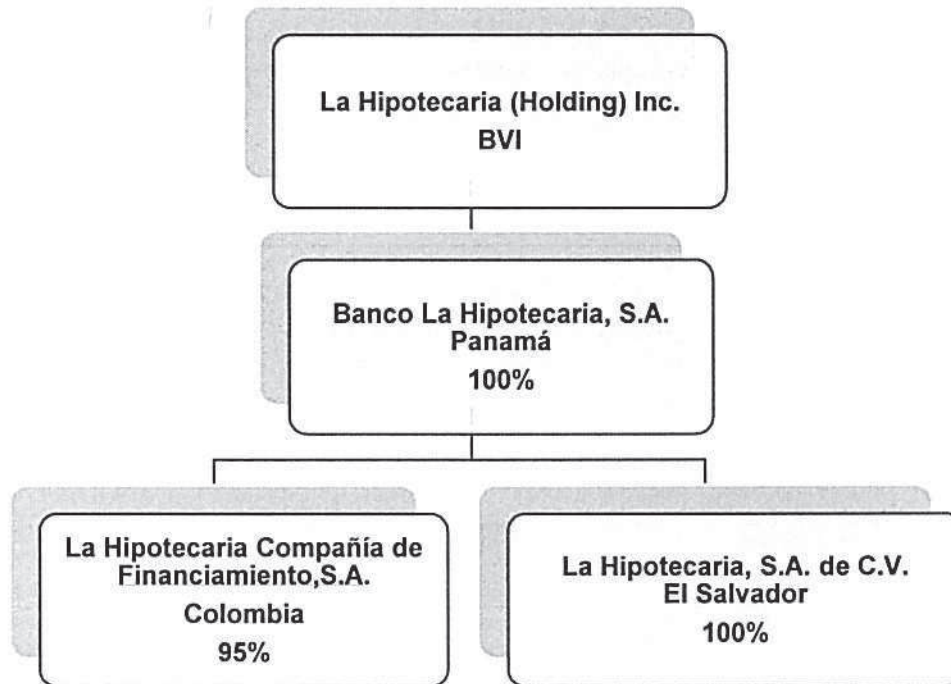 La Hipotecaria (Holding) Inc.
BVI
Banco La Hipotecaria, S.A.
Panamá
100%
La Hipotecaria Compañía de
Financiamiento,S.A.
Colombia
95%
La Hipotecaria, S.A. de C.V.
El Salvador
100%